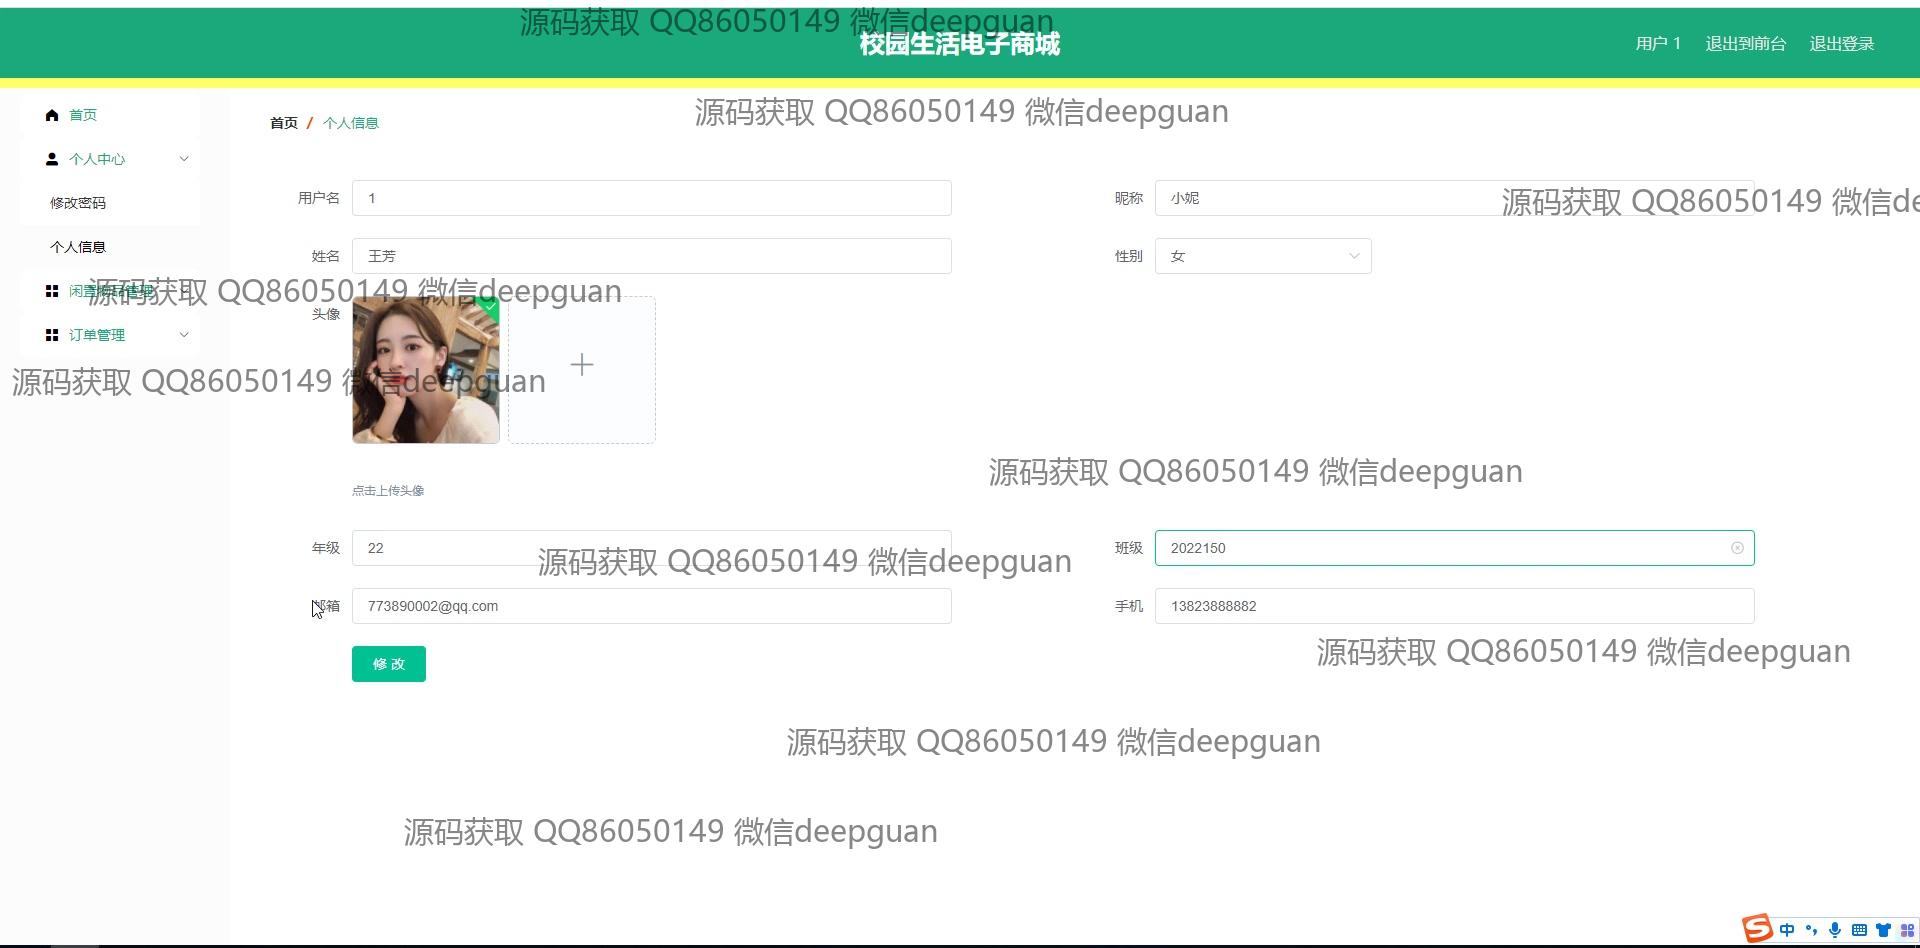 源码获取 QQ86050149 微信deepguan
校园生活电子商城
用户 1 退出到前台 退出登录
首页
首页 / 个人信息
源码获取 QQ86050149 微信deepguan
个人中心
修改密码
用户名 1
昵称 小妮
源码获取 QQ86050149 微信de
个人信息
姓名 王芳
性别 女
闲置物品管理
源码获取 QQ86050149 微信deepguan
头像
订单管理
源码获取 QQ86050149 微信deepguan
源码获取 QQ86050149 微信deepguan
点击上传头像
年级 22
班级 2022150
源码获取 QQ86050149 微信deepguan
邮箱 773890002@qq.com
手机 13823888882
源码获取 QQ86050149 微信deepguan
修改
源码获取 QQ86050149 微信deepguan
源码获取 QQ86050149 微信deepguan
S 中